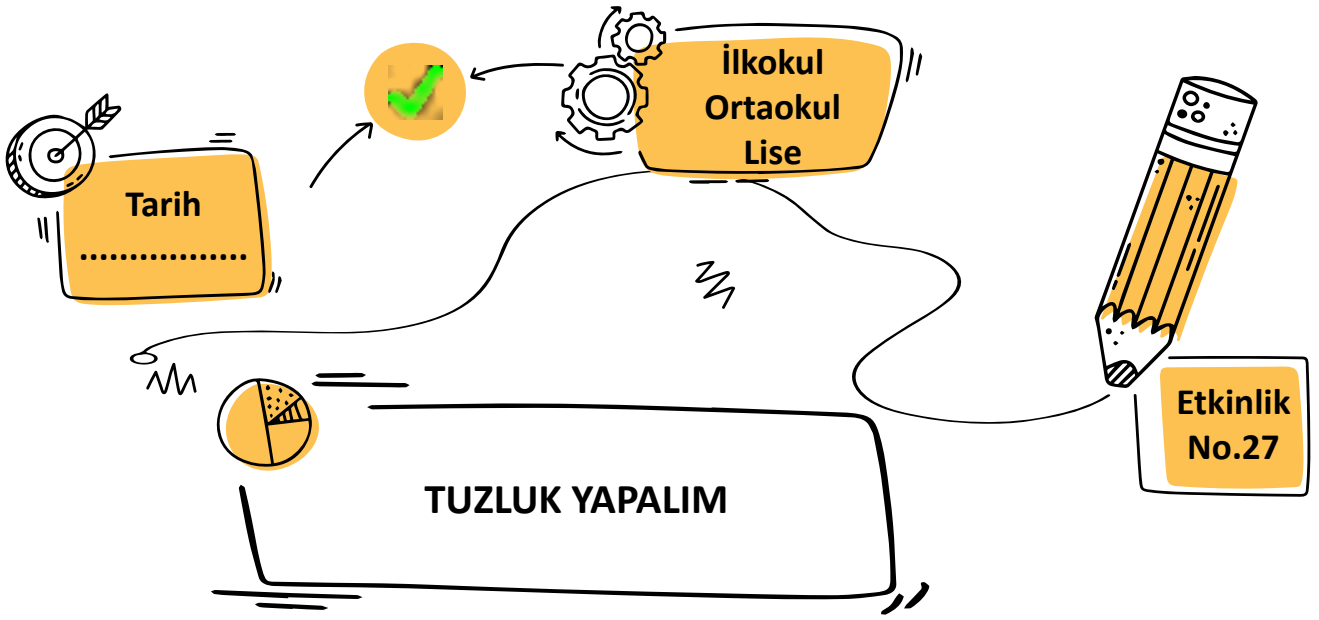 İlkokul
Ortaokul
Lise
Tarih
.................
TUZLUK YAPALIM
Etkinlik
No.27